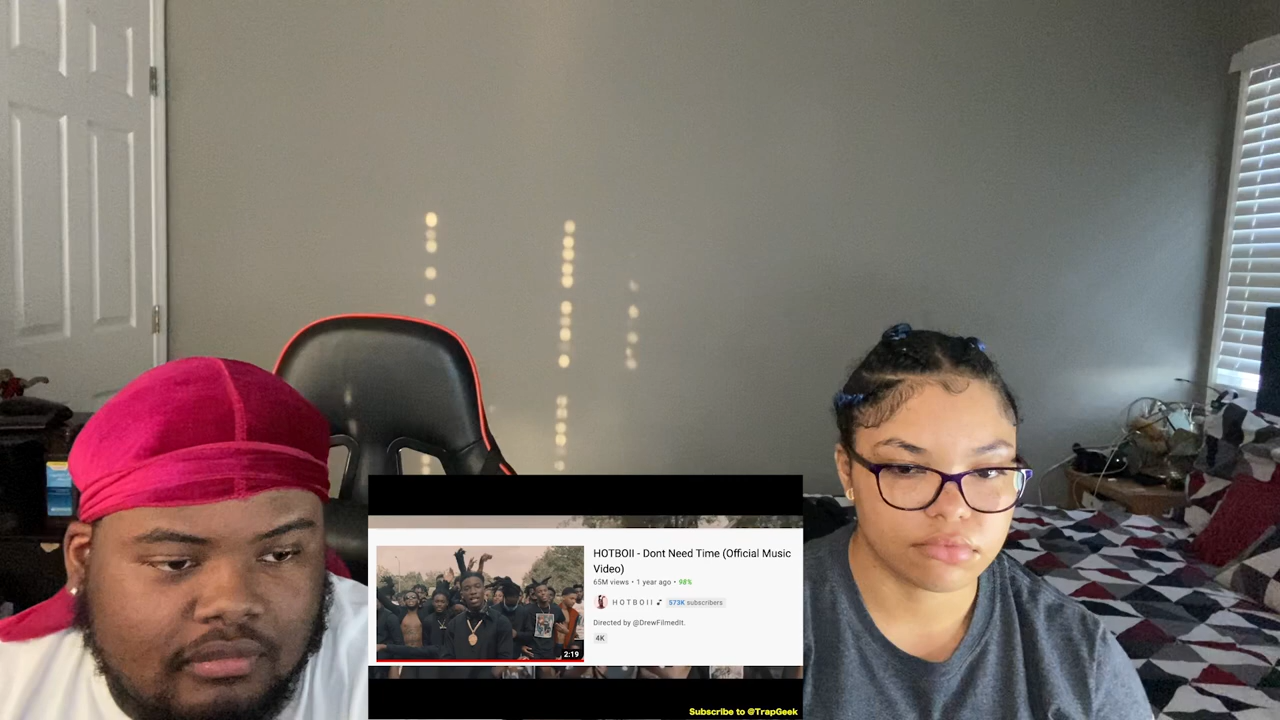 HOTBOII - Dont Need Time (Official Music
Video)
65M views • 1 year ago • 98%
H O T B O I I 573K subscribers
Directed by @DrewFilmedIt.
4K
2:19
Subscribe to @TrapGeek